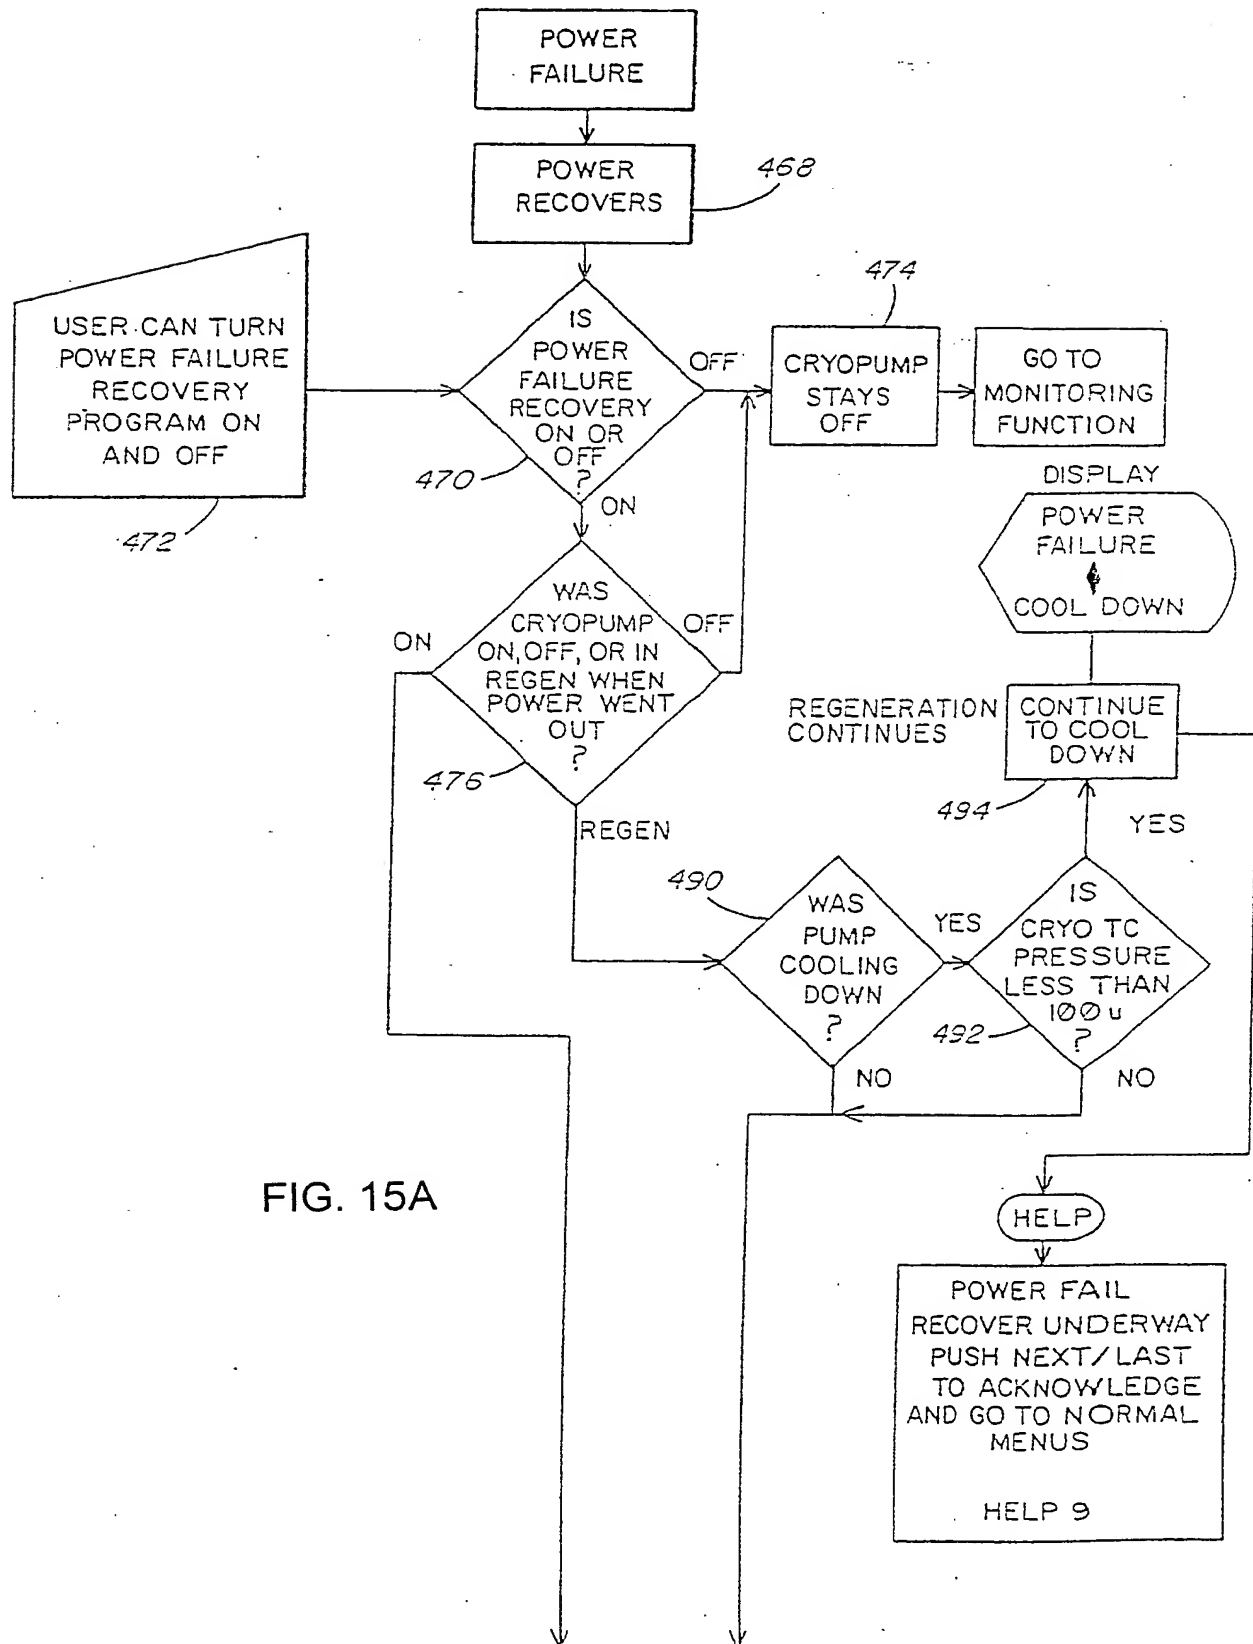 POWER
FAILURE
POWER
RECOVERS
468
USER CAN TURN
POWER FAILURE
RECOVERY
PROGRAM ON
AND OFF
472
IS
POWER
FAILURE
RECOVERY
ON OR
OFF
?
470
OFF
ON
474
CRYOPUMP
STAYS
OFF
GO TO
MONITORING
FUNCTION
WAS
CRYOPUMP
ON, OFF, OR IN
REGEN WHEN
POWER WENT
OUT
?
476
ON
OFF
REGEN
DISPLAY
POWER
FAILURE
COOL DOWN
REGENERATION
CONTINUES
CONTINUE
TO COOL
DOWN
494
YES
490
WAS
PUMP
COOLING
DOWN
?
YES
NO
IS
CRYO TC
PRESSURE
LESS THAN
100 u
?
492
NO
HELP
POWER FAIL
RECOVER UNDERWAY
PUSH NEXT/LAST
TO ACKNOWLEDGE
AND GO TO NORMAL
MENUS
HELP 9
FIG. 15A